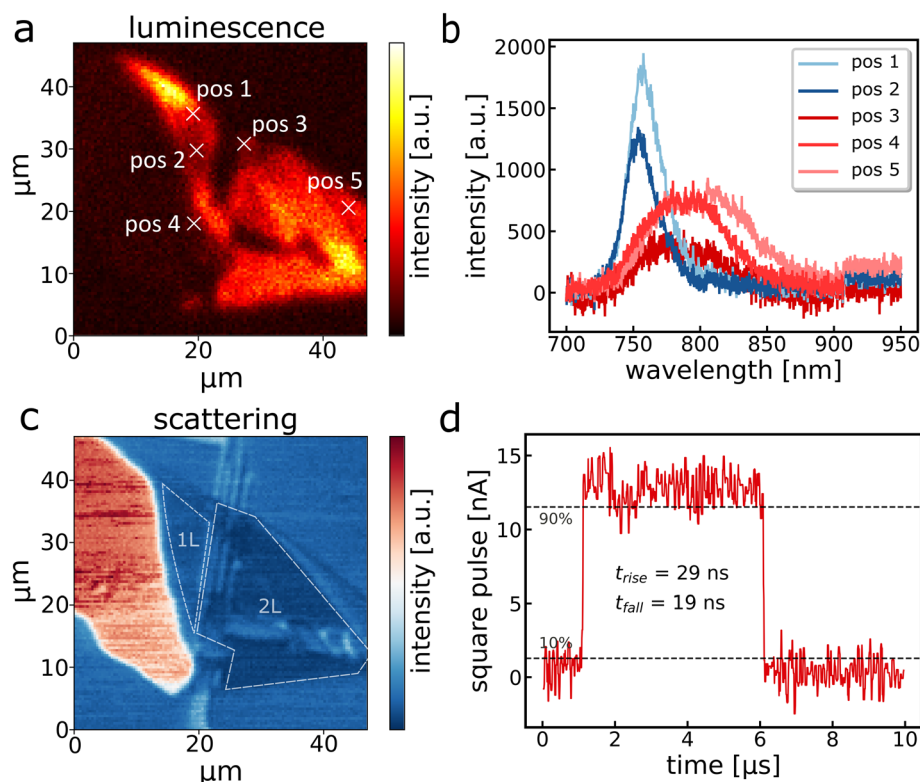 a
luminescence
40
30
20
10
0
μm
0
20
40
μm
pos 1
pos 2
pos 3
pos 4
pos 5
intensity [a.u.]
b
2000
1500
1000
500
0
intensity [a.u.]
700
750
800
850
900
950
wavelength [nm]
pos 1
pos 2
pos 3
pos 4
pos 5
c
scattering
40
30
20
10
0
μm
0
20
40
μm
1L
2L
intensity [a.u.]
d
15
10
5
0
square pulse [nA]
90%
10%
t_rise = 29 ns
t_fall = 19 ns
0
2
4
6
8
10
time [μs]